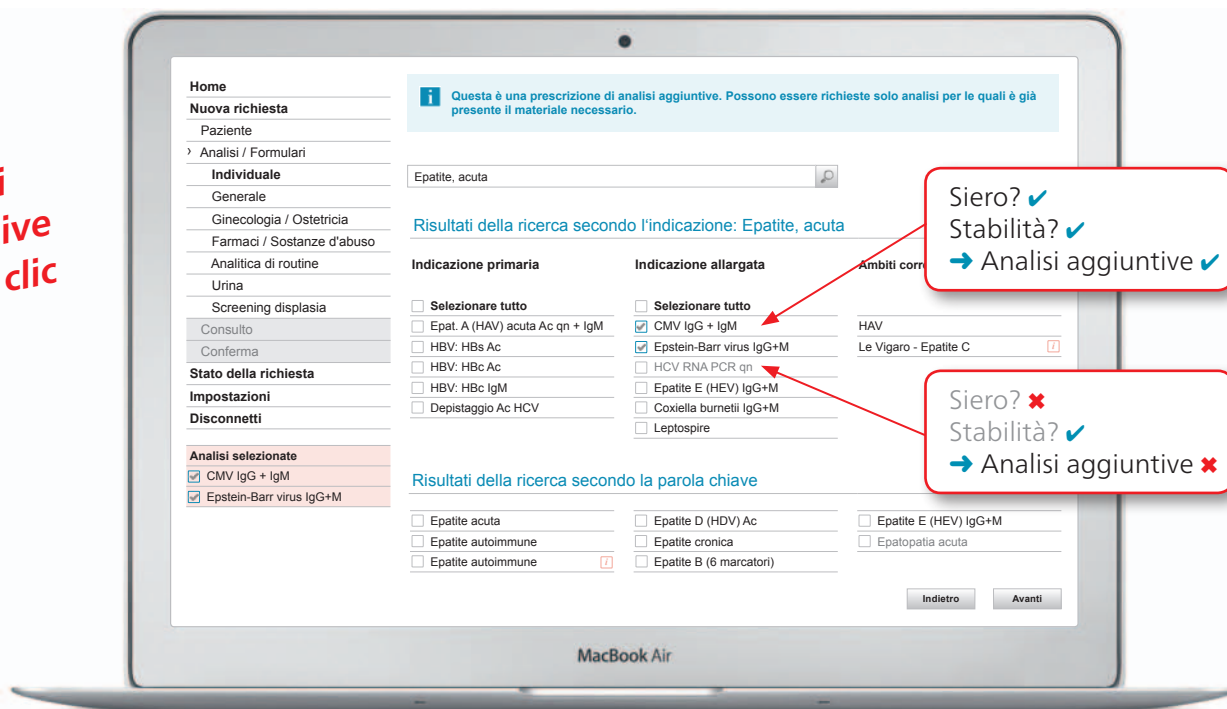 i
ive
clic
Home
Nuova richiesta
Paziente
› Analisi / Formulari
Individuale
Generale
Ginecologia / Ostetricia
Farmaci / Sostanze d'abuso
Analitica di routine
Urina
Screening displasia
Consulto
Conferma
Stato della richiesta
Impostazioni
Disconnetti
Analisi selezionate
CMV IgG + IgM
Epstein-Barr virus IgG+M
i Questa è una prescrizione di analisi aggiuntive. Possono essere richieste solo analisi per le quali è già
presente il materiale necessario.
Epatite, acuta
Risultati della ricerca secondo l‘indicazione: Epatite, acuta
Indicazione primaria
Selezionare tutto
Epat. A (HAV) acuta Ac qn + IgM
HBV: HBs Ac
HBV: HBc Ac
HBV: HBc IgM
Depistaggio Ac HCV
Indicazione allargata
Selezionare tutto
CMV IgG + IgM
Epstein-Barr virus IgG+M
HCV RNA PCR qn
Epatite E (HEV) IgG+M
Coxiella burnetii IgG+M
Leptospire
Ambiti
HAV
Le Vigaro - Epatite C i
Siero? ✔
Stabilità? ✔
➜ Analisi aggiuntive ✔
Siero? ✖
Stabilità? ✔
➜ Analisi aggiuntive ✖
Risultati della ricerca secondo la parola chiave
Epatite acuta
Epatite autoimmune
Epatite autoimmune i
Epatite D (HDV) Ac
Epatite cronica
Epatite B (6 marcatori)
Epatite E (HEV) IgG+M
Epatopatia acuta
Indietro
Avanti
MacBook Air